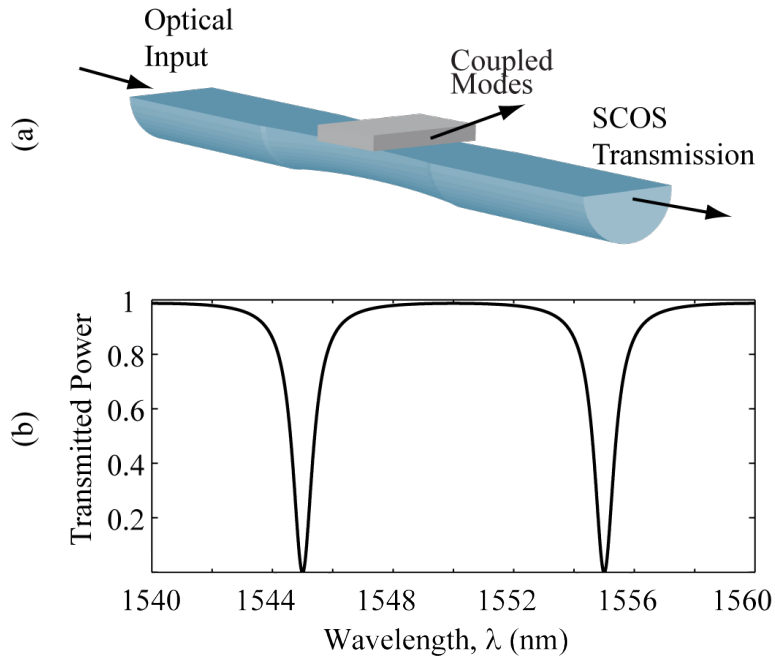 (a)
Optical
Input
Coupled
Modes
SCOS
Transmission
(b)
Transmitted Power
1
0.8
0.6
0.4
0.2
1540 1544 1548 1552 1556 1560
Wavelength, λ (nm)